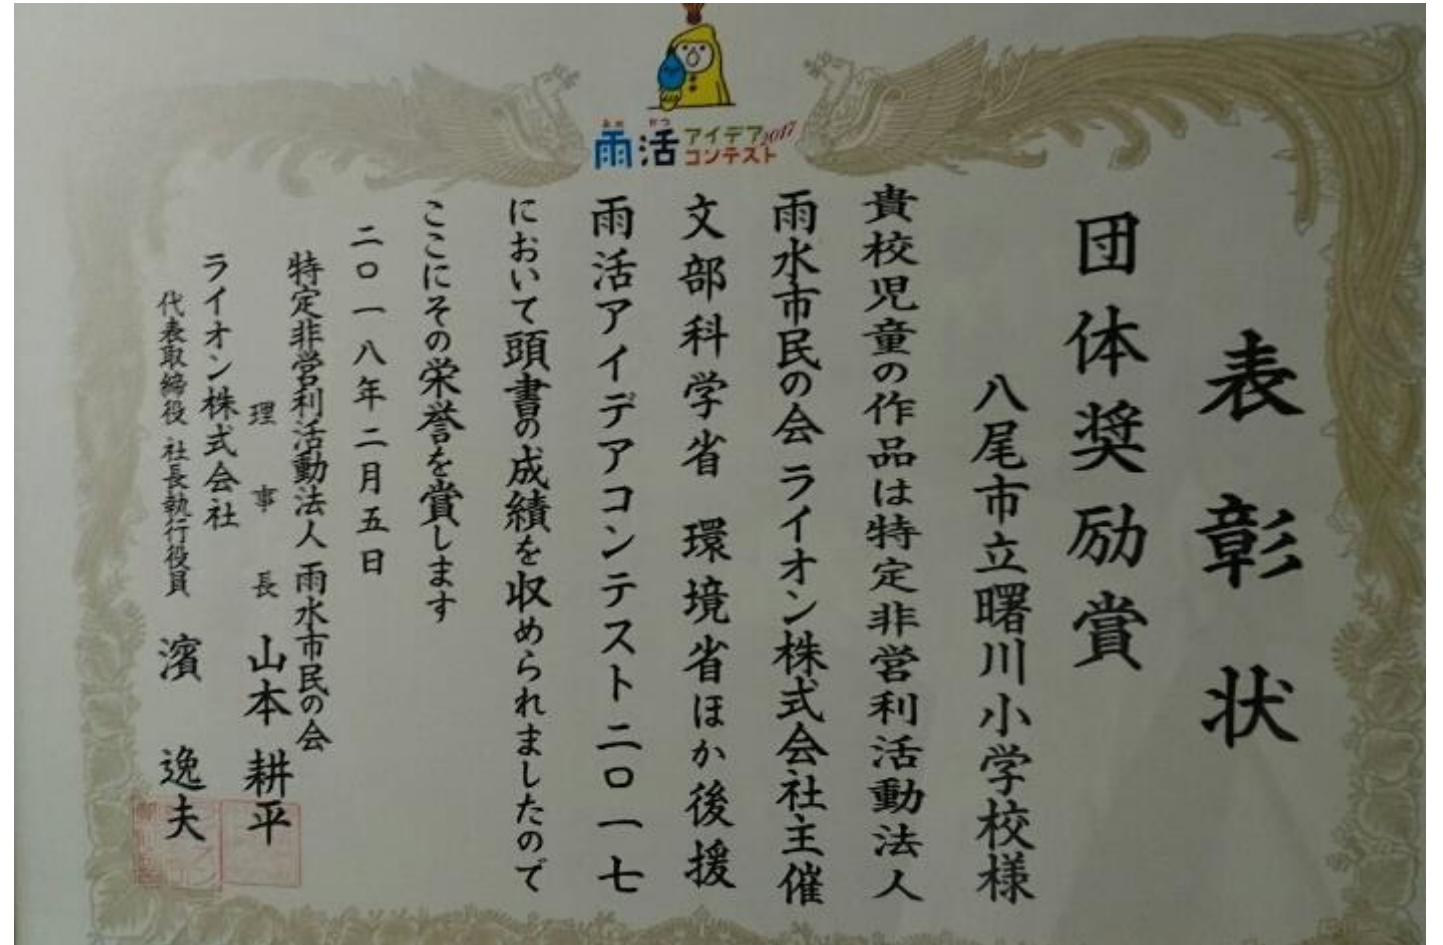 あま かつ
雨活 アイデア
コンテスト 2017
表彰状
団体奨励賞
八尾市立曙川小学校様
貴校児童の作品は特定非営利活動法人
雨水市民の会 ライオン株式会社主催
文部科学省 環境省ほか後援
雨活アイデアコンテスト二〇一七
において頭書の成績を収められましたので
ここにその栄誉を賞します
二〇一八年二月五日
特定非営利活動法人 雨水市民の会
理事長 山本 耕平
ライオン株式会社
代表取締役 社長執行役員 濱 逸夫